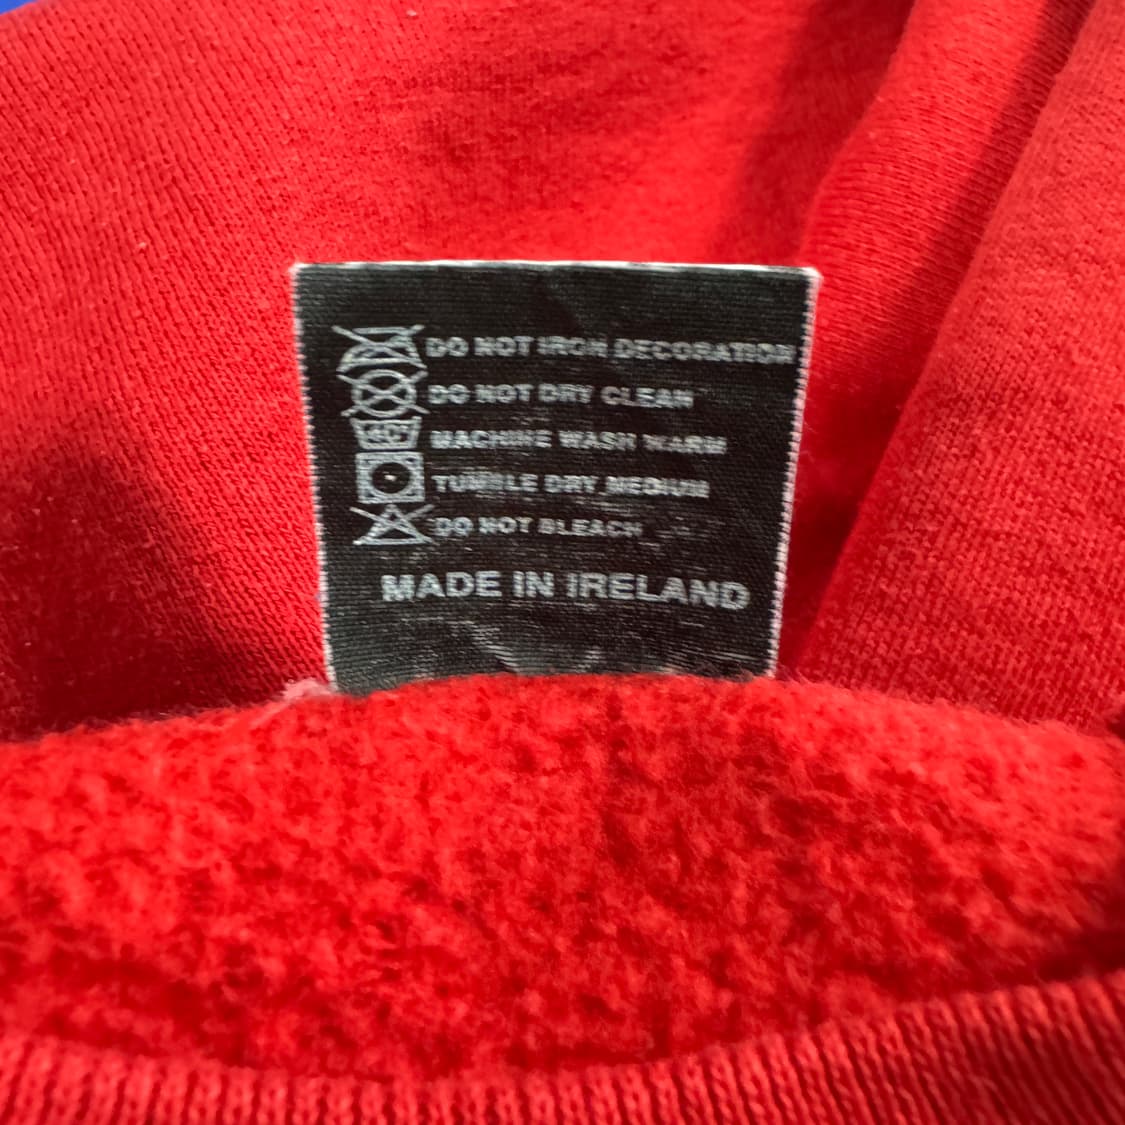 DO NOT IRON DECORATION
DO NOT DRY CLEAN
40°
MACHINE WASH WARM
TUMBLE DRY MEDIUM
DO NOT BLEACH
MADE IN IRELAND